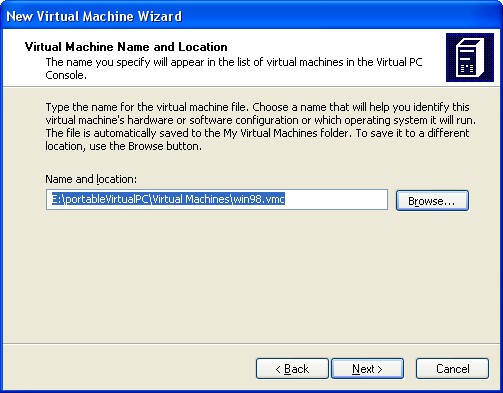 New Virtual Machine Wizard
Virtual Machine Name and Location
The name you specify will appear in the list of virtual machines in the Virtual PC
Console.
Type the name for the virtual machine file. Choose a name that will help you identify this
virtual machine's hardware or software configuration or which operating system it will run.
The file is automatically saved to the My Virtual Machines folder. To save it to a different
location, use the Browse button.
Name and location:
E:\portableVirtualPC\Virtual Machines\win98.vmc
Browse...
< Back
Next >
Cancel